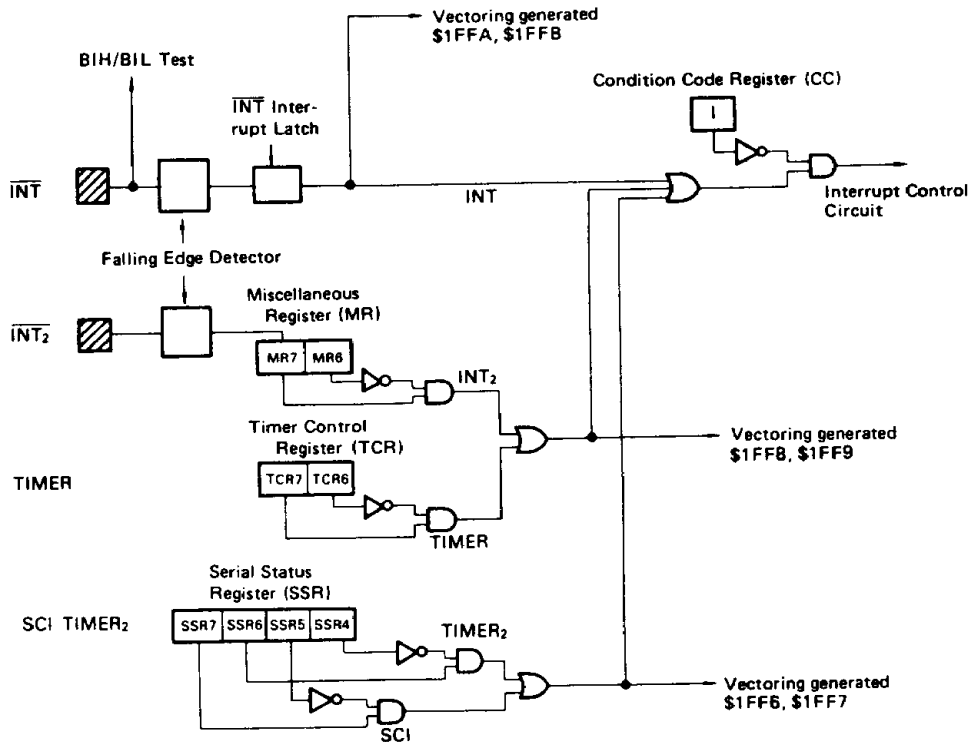 Vectoring generated
$1FFA, $1FFB
BIH/BIL Test
INT Inter-
rupt Latch
Condition Code Register (CC)
I
INT
INT
Interrupt Control
Circuit
Falling Edge Detector
Miscellaneous
Register (MR)
INT2
MR7 MR6
INT2
Timer Control
Register (TCR)
Vectoring generated
$1FF8, $1FF9
TIMER
TCR7 TCR6
TIMER
Serial Status
Register (SSR)
SCI TIMER2
SSR7 SSR6 SSR5 SSR4
TIMER2
Vectoring generated
$1FF6, $1FF7
SCI